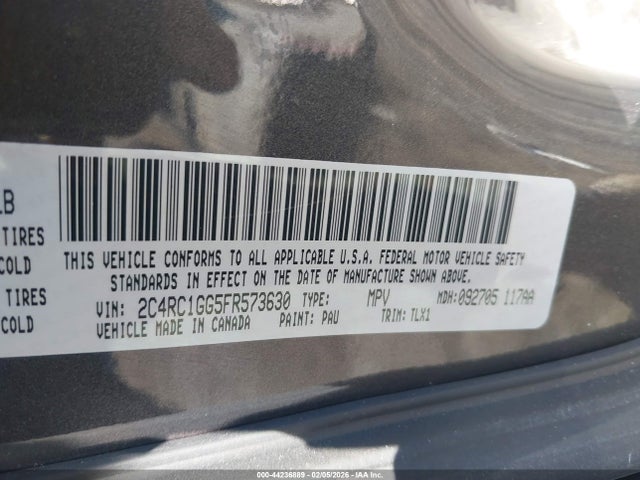 LB
TIRES
COLD
TIRES
COLD
THIS VEHICLE CONFORMS TO ALL APPLICABLE U.S.A. FEDERAL MOTOR VEHICLE SAFETY
STANDARDS IN EFFECT ON THE DATE OF MANUFACTURE SHOWN ABOVE.
VIN: 2C4RC1GG5FR573630 TYPE: MPV MDH: 092705 117AA
VEHICLE MADE IN CANADA PAINT: PAU TRIM: TLX1
000-44236889 - 02/05/2026 - IAA Inc.